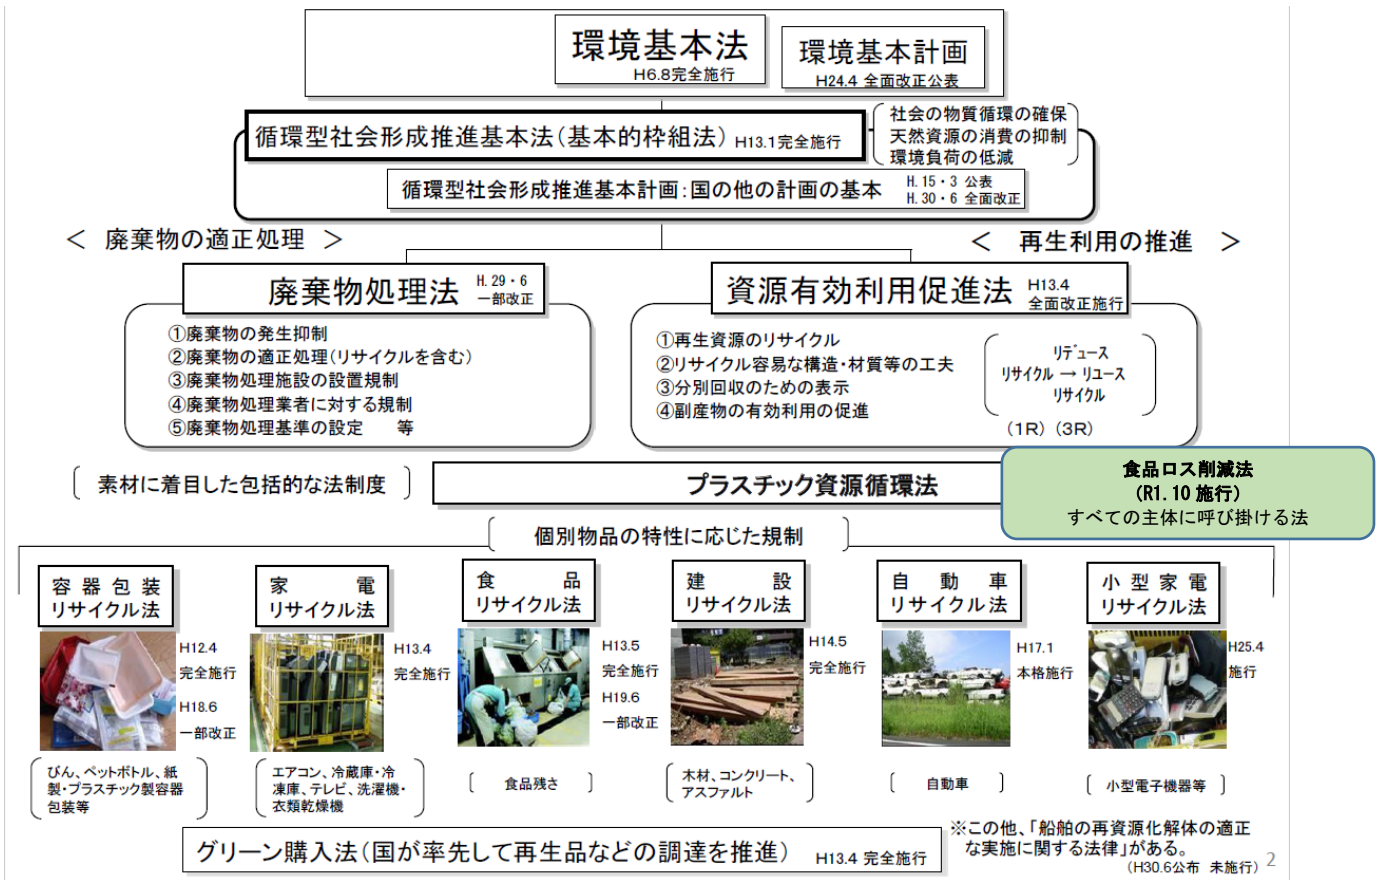 環境基本法
H6.8完全施行
環境基本計画
H24.4 全面改正公表
循環型社会形成推進基本法(基本的枠組法) H13.1完全施行
社会の物質循環の確保
天然資源の消費の抑制
環境負荷の低減
循環型社会形成推進基本計画:国の他の計画の基本
H.15・3 公表
H.30・6 全面改正
＜ 廃棄物の適正処理 ＞
＜ 再生利用の推進 ＞
廃棄物処理法
H.29・6
一部改正
①廃棄物の発生抑制
②廃棄物の適正処理(リサイクルを含む)
③廃棄物処理施設の設置規制
④廃棄物処理業者に対する規制
⑤廃棄物処理基準の設定 等
資源有効利用促進法
H13.4
全面改正施行
①再生資源のリサイクル
②リサイクル容易な構造・材質等の工夫
③分別回収のための表示
④副産物の有効利用の促進
リデュース
リサイクル → リユース
リサイクル
(1R) (3R)
素材に着目した包括的な法制度
プラスチック資源循環法
食品ロス削減法
(R1.10 施行)
すべての主体に呼び掛ける法
個別物品の特性に応じた規制
容器包装
リサイクル法
H12.4
完全施行
H18.6
一部改正
びん、ペットボトル、紙
製・プラスチック製容器
包装等
家電
リサイクル法
H13.4
完全施行
エアコン、冷蔵庫・冷
凍庫、テレビ、洗濯機・
衣類乾燥機
食品
リサイクル法
H13.5
完全施行
H19.6
一部改正
食品残さ
建設
リサイクル法
H14.5
完全施行
木材、コンクリート、
アスファルト
自動車
リサイクル法
H17.1
本格施行
自動車
小型家電
リサイクル法
H25.4
施行
小型電子機器等
グリーン購入法(国が率先して再生品などの調達を推進) H13.4 完全施行
※この他、「船舶の再資源化解体の適正
な実施に関する法律」がある。
(H30.6公布 未施行)
2